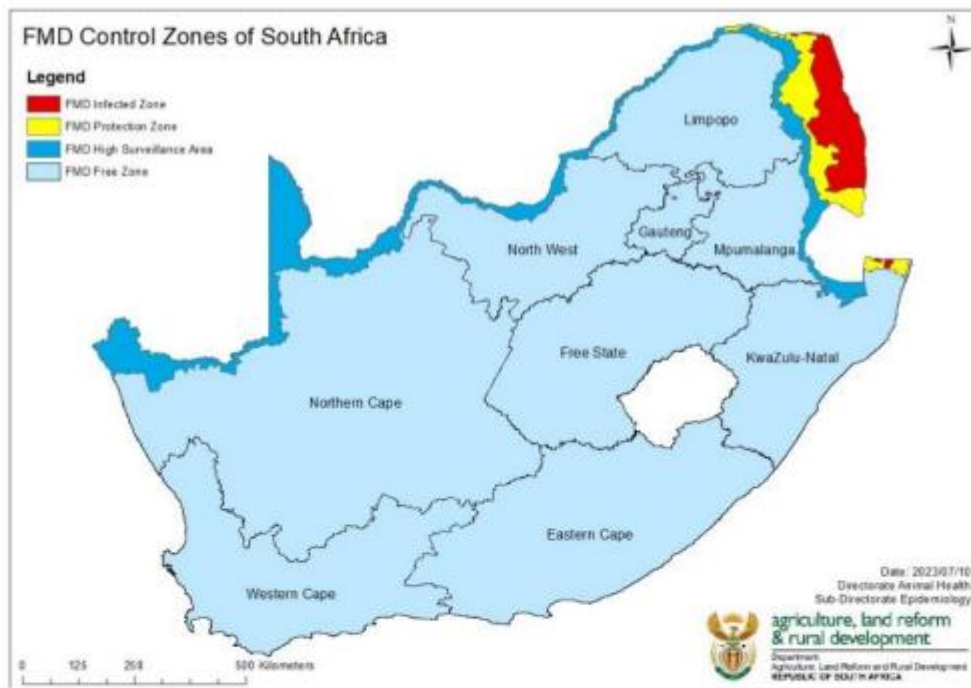 FMD Control Zones of South Africa
N
Legend
FMD Infected Zone
FMD Protection Zone
FMD High Surveillance Area
FMD Free Zone
Limpopo
Gauteng
North West
Mpumalanga
Free State
KwaZulu-Natal
Northern Cape
Eastern Cape
Western Cape
Date: 2023/07/10
Directorate Animal Health
Sub-Directorate Epidemiology
agriculture, land reform
& rural development
Department:
Agriculture, Land Reform and Rural Development
REPUBLIC OF SOUTH AFRICA
0 125 250 500 Kilometers